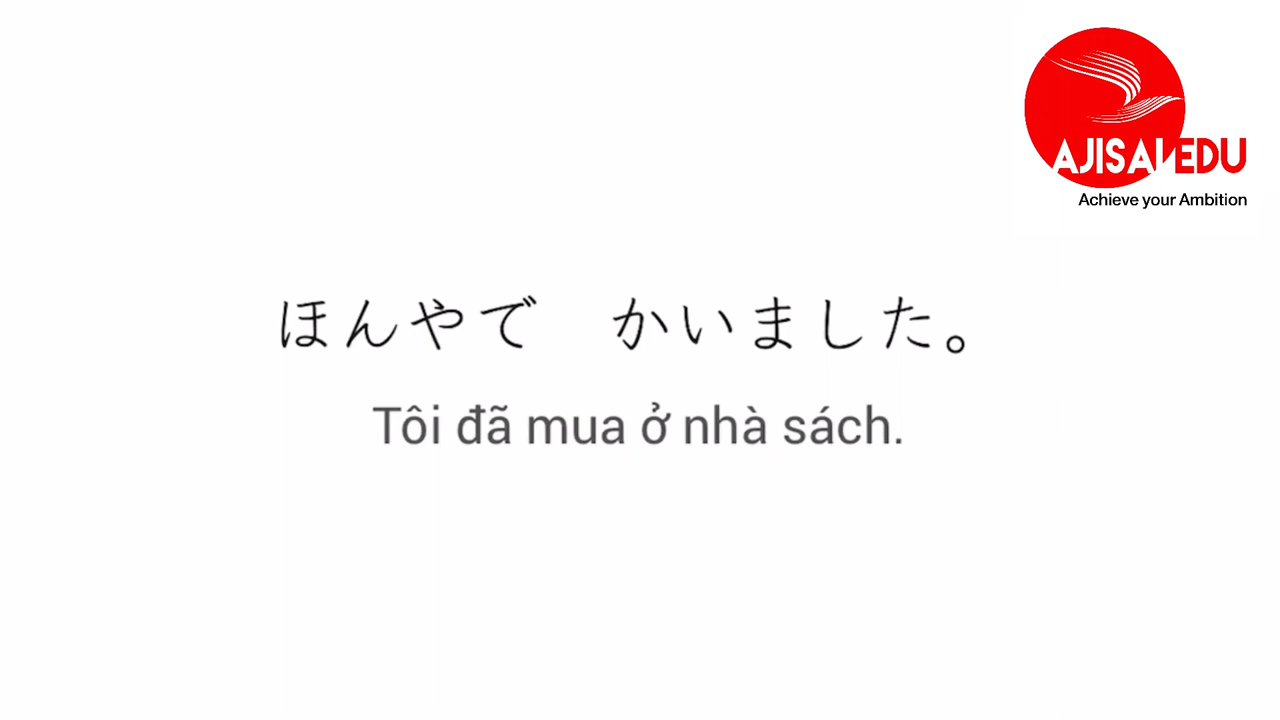 AJISAI EDU
Achieve your Ambition
ほんやで　かいました。
Tôi đã mua ở nhà sách.